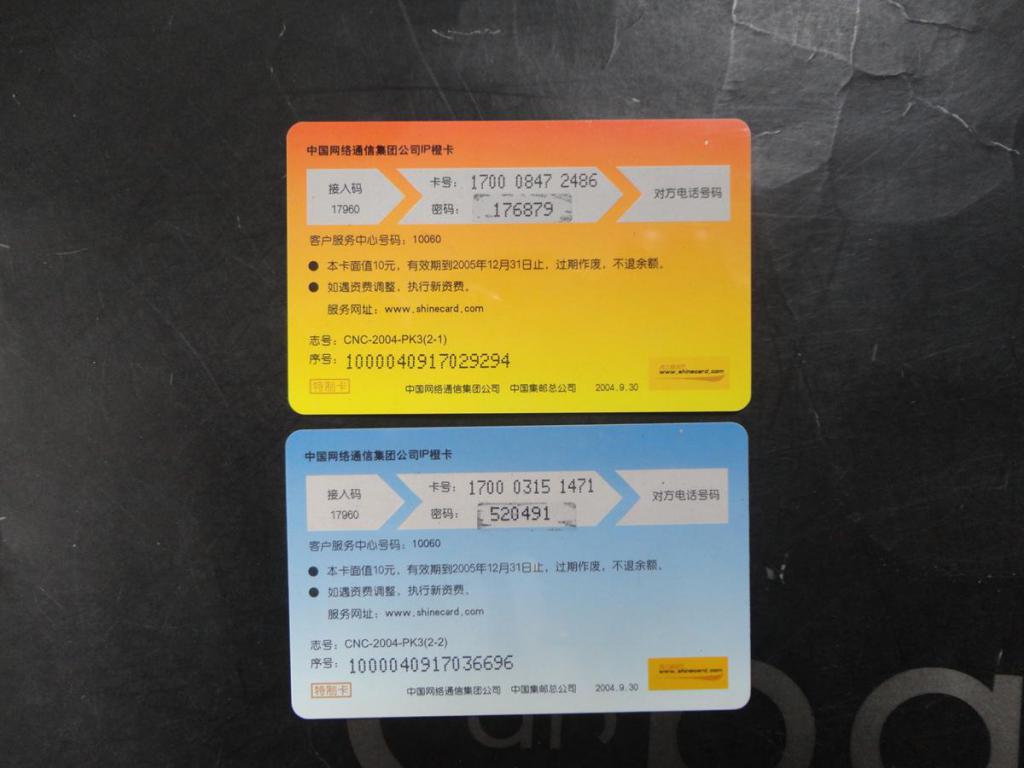 中国网络通信集团公司IP橙卡
接入码
17960
卡号：1700 0847 2486
密码：176879
对方电话号码
客户服务中心号码：10060
● 本卡面值10元，有效期到2005年12月31日止，过期作废，不退余额。
● 如遇资费调整，执行新资费。
服务网址：www.shinecard.com
志号：CNC-2004-PK3(2-1)
序号：1000040917029294
特制卡
中国网络通信集团公司 中国集邮总公司 2004.9.30
www.shinecard.com
中国网络通信集团公司IP橙卡
接入码
17960
卡号：1700 0315 1471
密码：520491
对方电话号码
客户服务中心号码：10060
● 本卡面值10元，有效期到2005年12月31日止，过期作废，不退余额。
● 如遇资费调整，执行新资费。
服务网址：www.shinecard.com
志号：CNC-2004-PK3(2-2)
序号：1000040917036696
特制卡
中国网络通信集团公司 中国集邮总公司 2004.9.30
www.shinecard.com